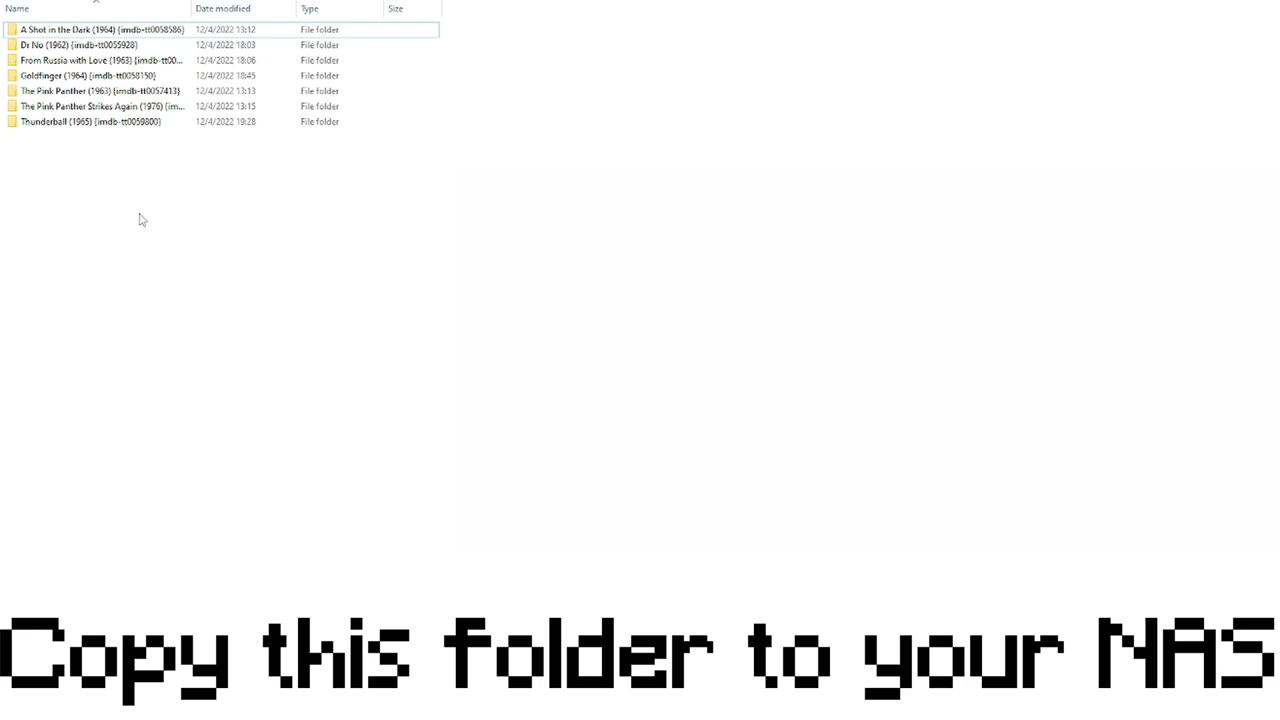 Name Date modified Type Size
A Shot in the Dark (1964) {imdb-tt0058586} 12/4/2022 13:12 File folder
Dr No (1962) {imdb-tt0055928} 12/4/2022 18:03 File folder
From Russia with Love (1963) {imdb-tt00... 12/4/2022 18:06 File folder
Goldfinger (1964) {imdb-tt0058150} 12/4/2022 18:45 File folder
The Pink Panther (1963) {imdb-tt0057413} 12/4/2022 13:13 File folder
The Pink Panther Strikes Again (1976) {im... 12/4/2022 13:15 File folder
Thunderball (1965) {imdb-tt0059800} 12/4/2022 19:28 File folder
Copy this folder to your NAS